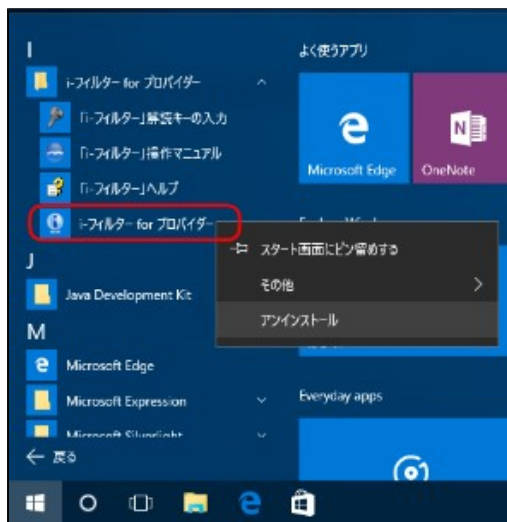 I
i-フィルター for プロバイダー
「i-フィルター」解読キーの入力
「i-フィルター」操作マニュアル
「i-フィルター」ヘルプ
i-フィルター for プロバイダー
J
Java Development Kit
M
Microsoft Edge
Microsoft Expression
Microsoft Silverlight
戻る
よく使うアプリ
Microsoft Edge
OneNote
スタート画面にピン留めする
その他
アンインストール
Everyday apps